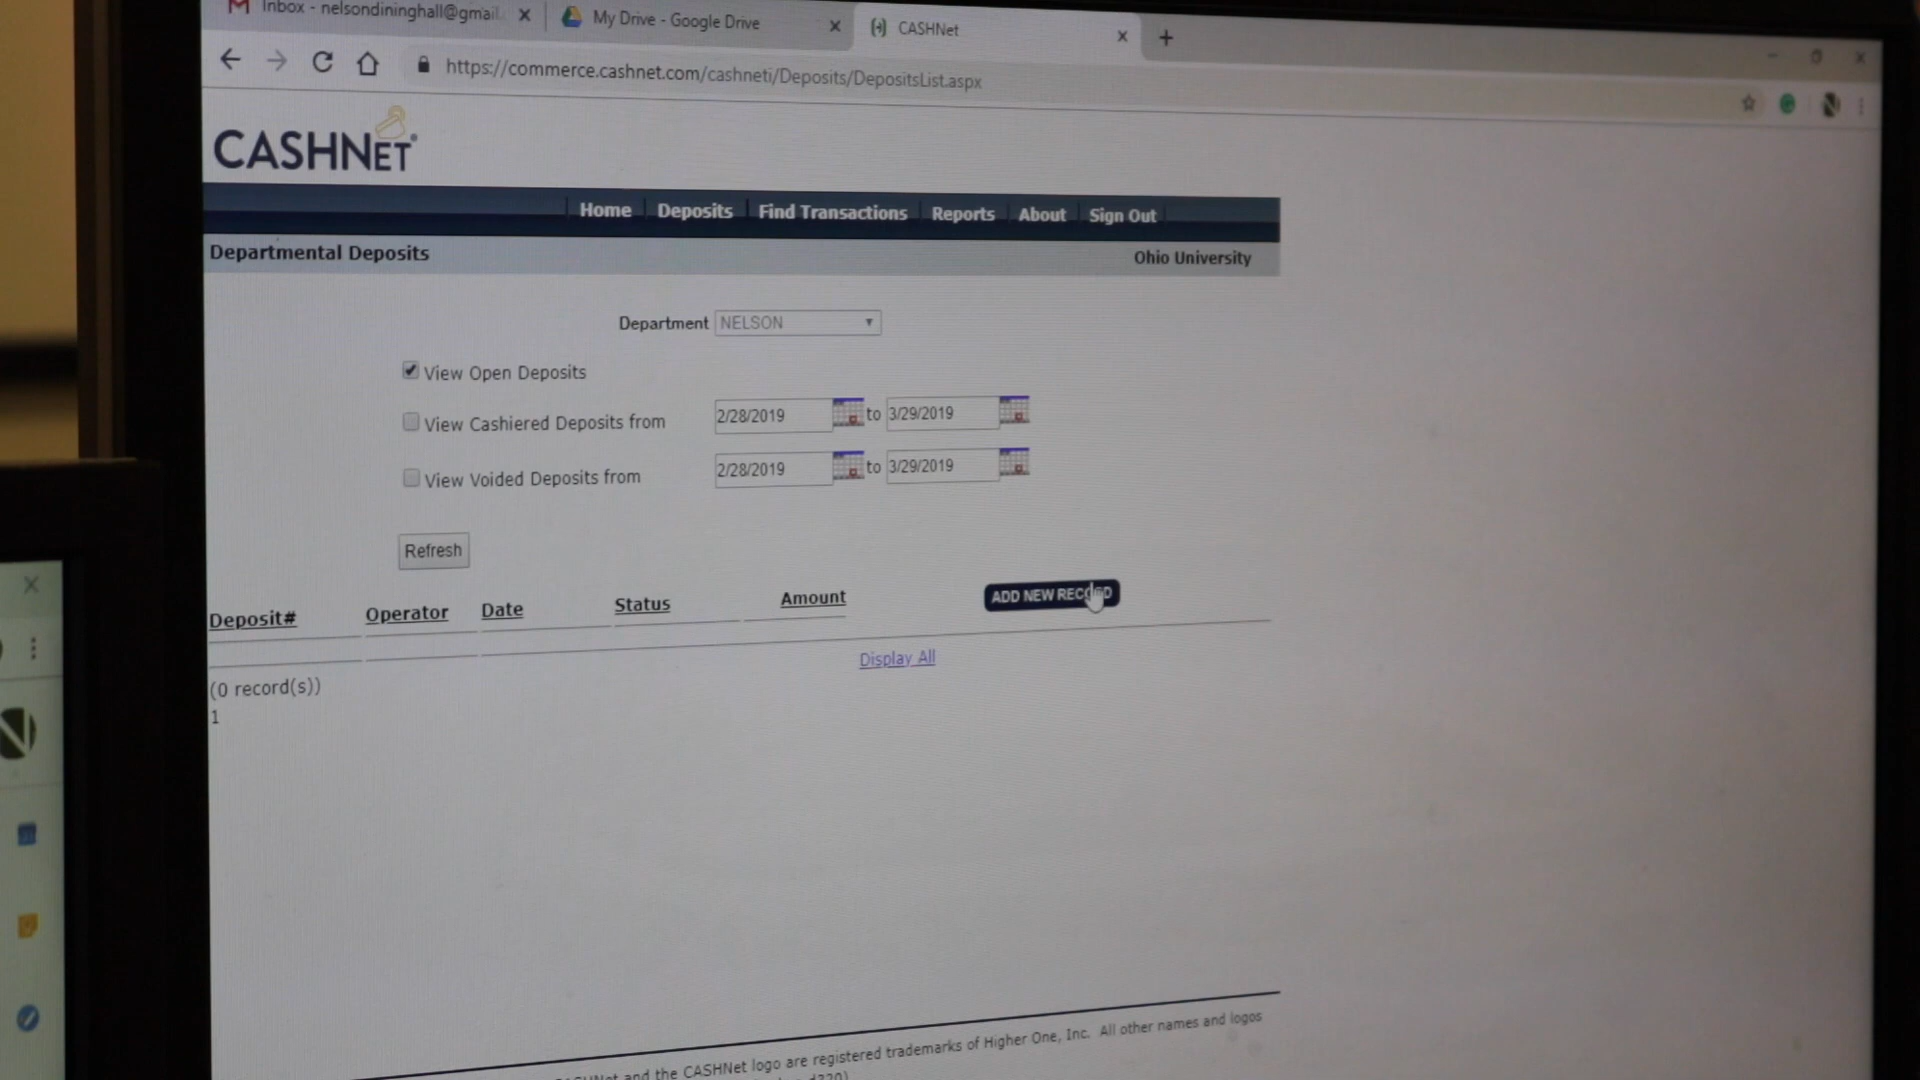 Inbox - nelsondininghall@gmail.
My Drive - Google Drive
CASHNet
https://commerce.cashnet.com/cashneti/Deposits/DepositsList.aspx
CASHNET
Home Deposits Find Transactions Reports About Sign Out
Departmental Deposits
Ohio University
Department NELSON
View Open Deposits
View Cashiered Deposits from 2/28/2019 to 3/29/2019
View Voided Deposits from 2/28/2019 to 3/29/2019
Refresh
Deposit# Operator Date Status Amount ADD NEW RECORD
Display All
(0 record(s))
1
and the CASHNet logo are registered trademarks of Higher One, Inc. All other names and logos